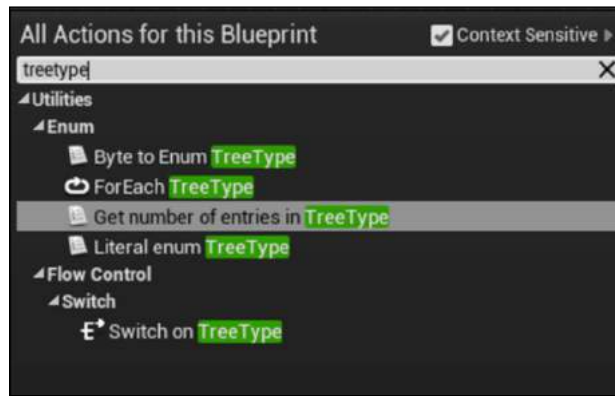 All Actions for this Blueprint Context Sensitive
treetype
Utilities
Enum
Byte to Enum TreeType
ForEach TreeType
Get number of entries in TreeType
Literal enum TreeType
Flow Control
Switch
Switch on TreeType